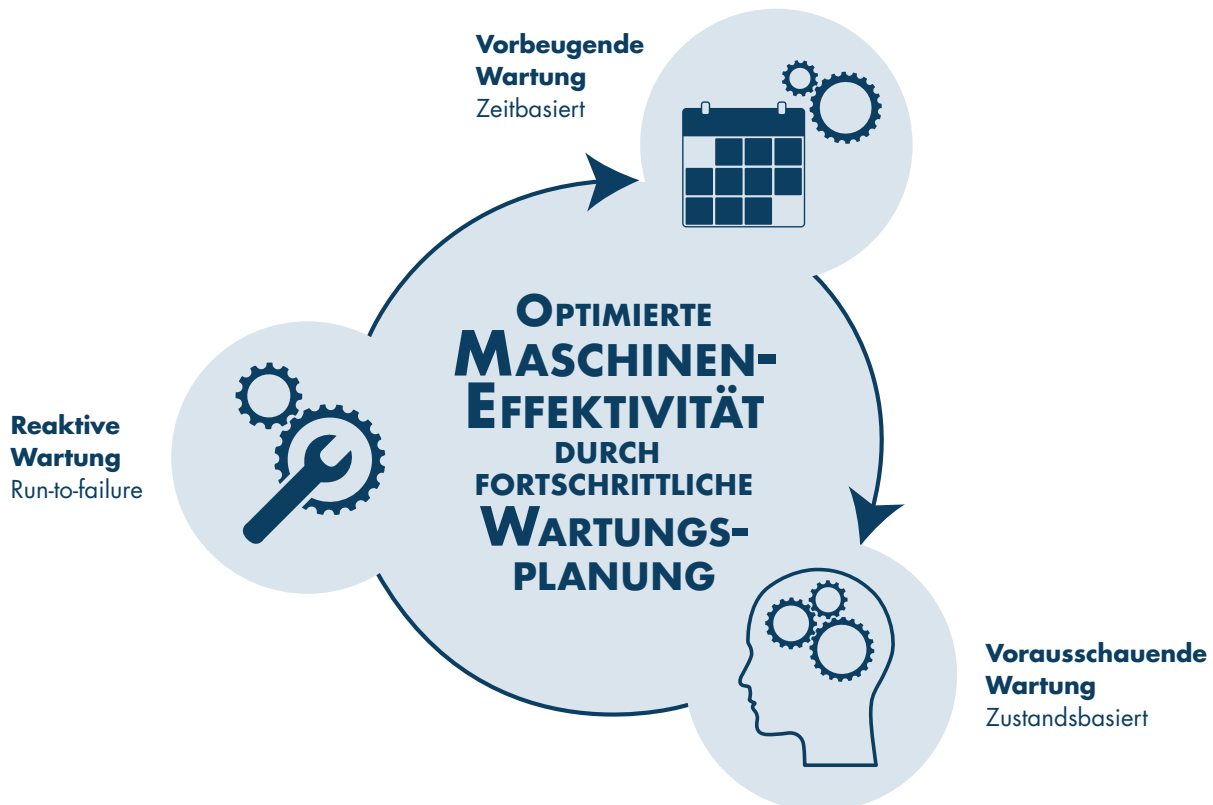 Vorbeugende
Wartung
Zeitbasiert
OPTIMIERTE
MASCHINEN-
EFFEKTIVITÄT
DURCH
FORTSCHRITTLICHE
WARTUNGS-
PLANUNG
Reaktive
Wartung
Run-to-failure
Vorausschauende
Wartung
Zustandsbasiert